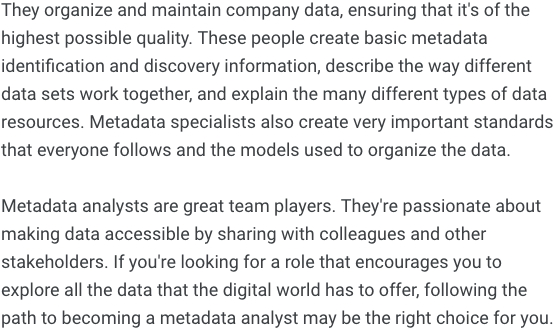 They organize and maintain company data, ensuring that it's of the
highest possible quality. These people create basic metadata
identification and discovery information, describe the way different
data sets work together, and explain the many different types of data
resources. Metadata specialists also create very important standards
that everyone follows and the models used to organize the data.

Metadata analysts are great team players. They're passionate about
making data accessible by sharing with colleagues and other
stakeholders. If you're looking for a role that encourages you to
explore all the data that the digital world has to offer, following the
path to becoming a metadata analyst may be the right choice for you.